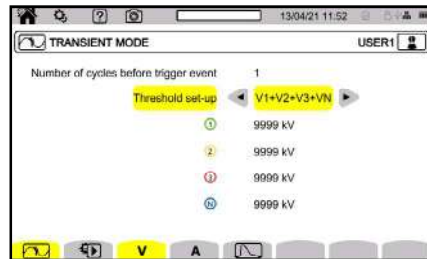 13/04/21 11:52
TRANSIENT MODE USER1
Number of cycles before trigger event 1
Threshold set-up V1+V2+V3+VN
1 9999 kV
2 9999 kV
3 9999 kV
N 9999 kV
V A